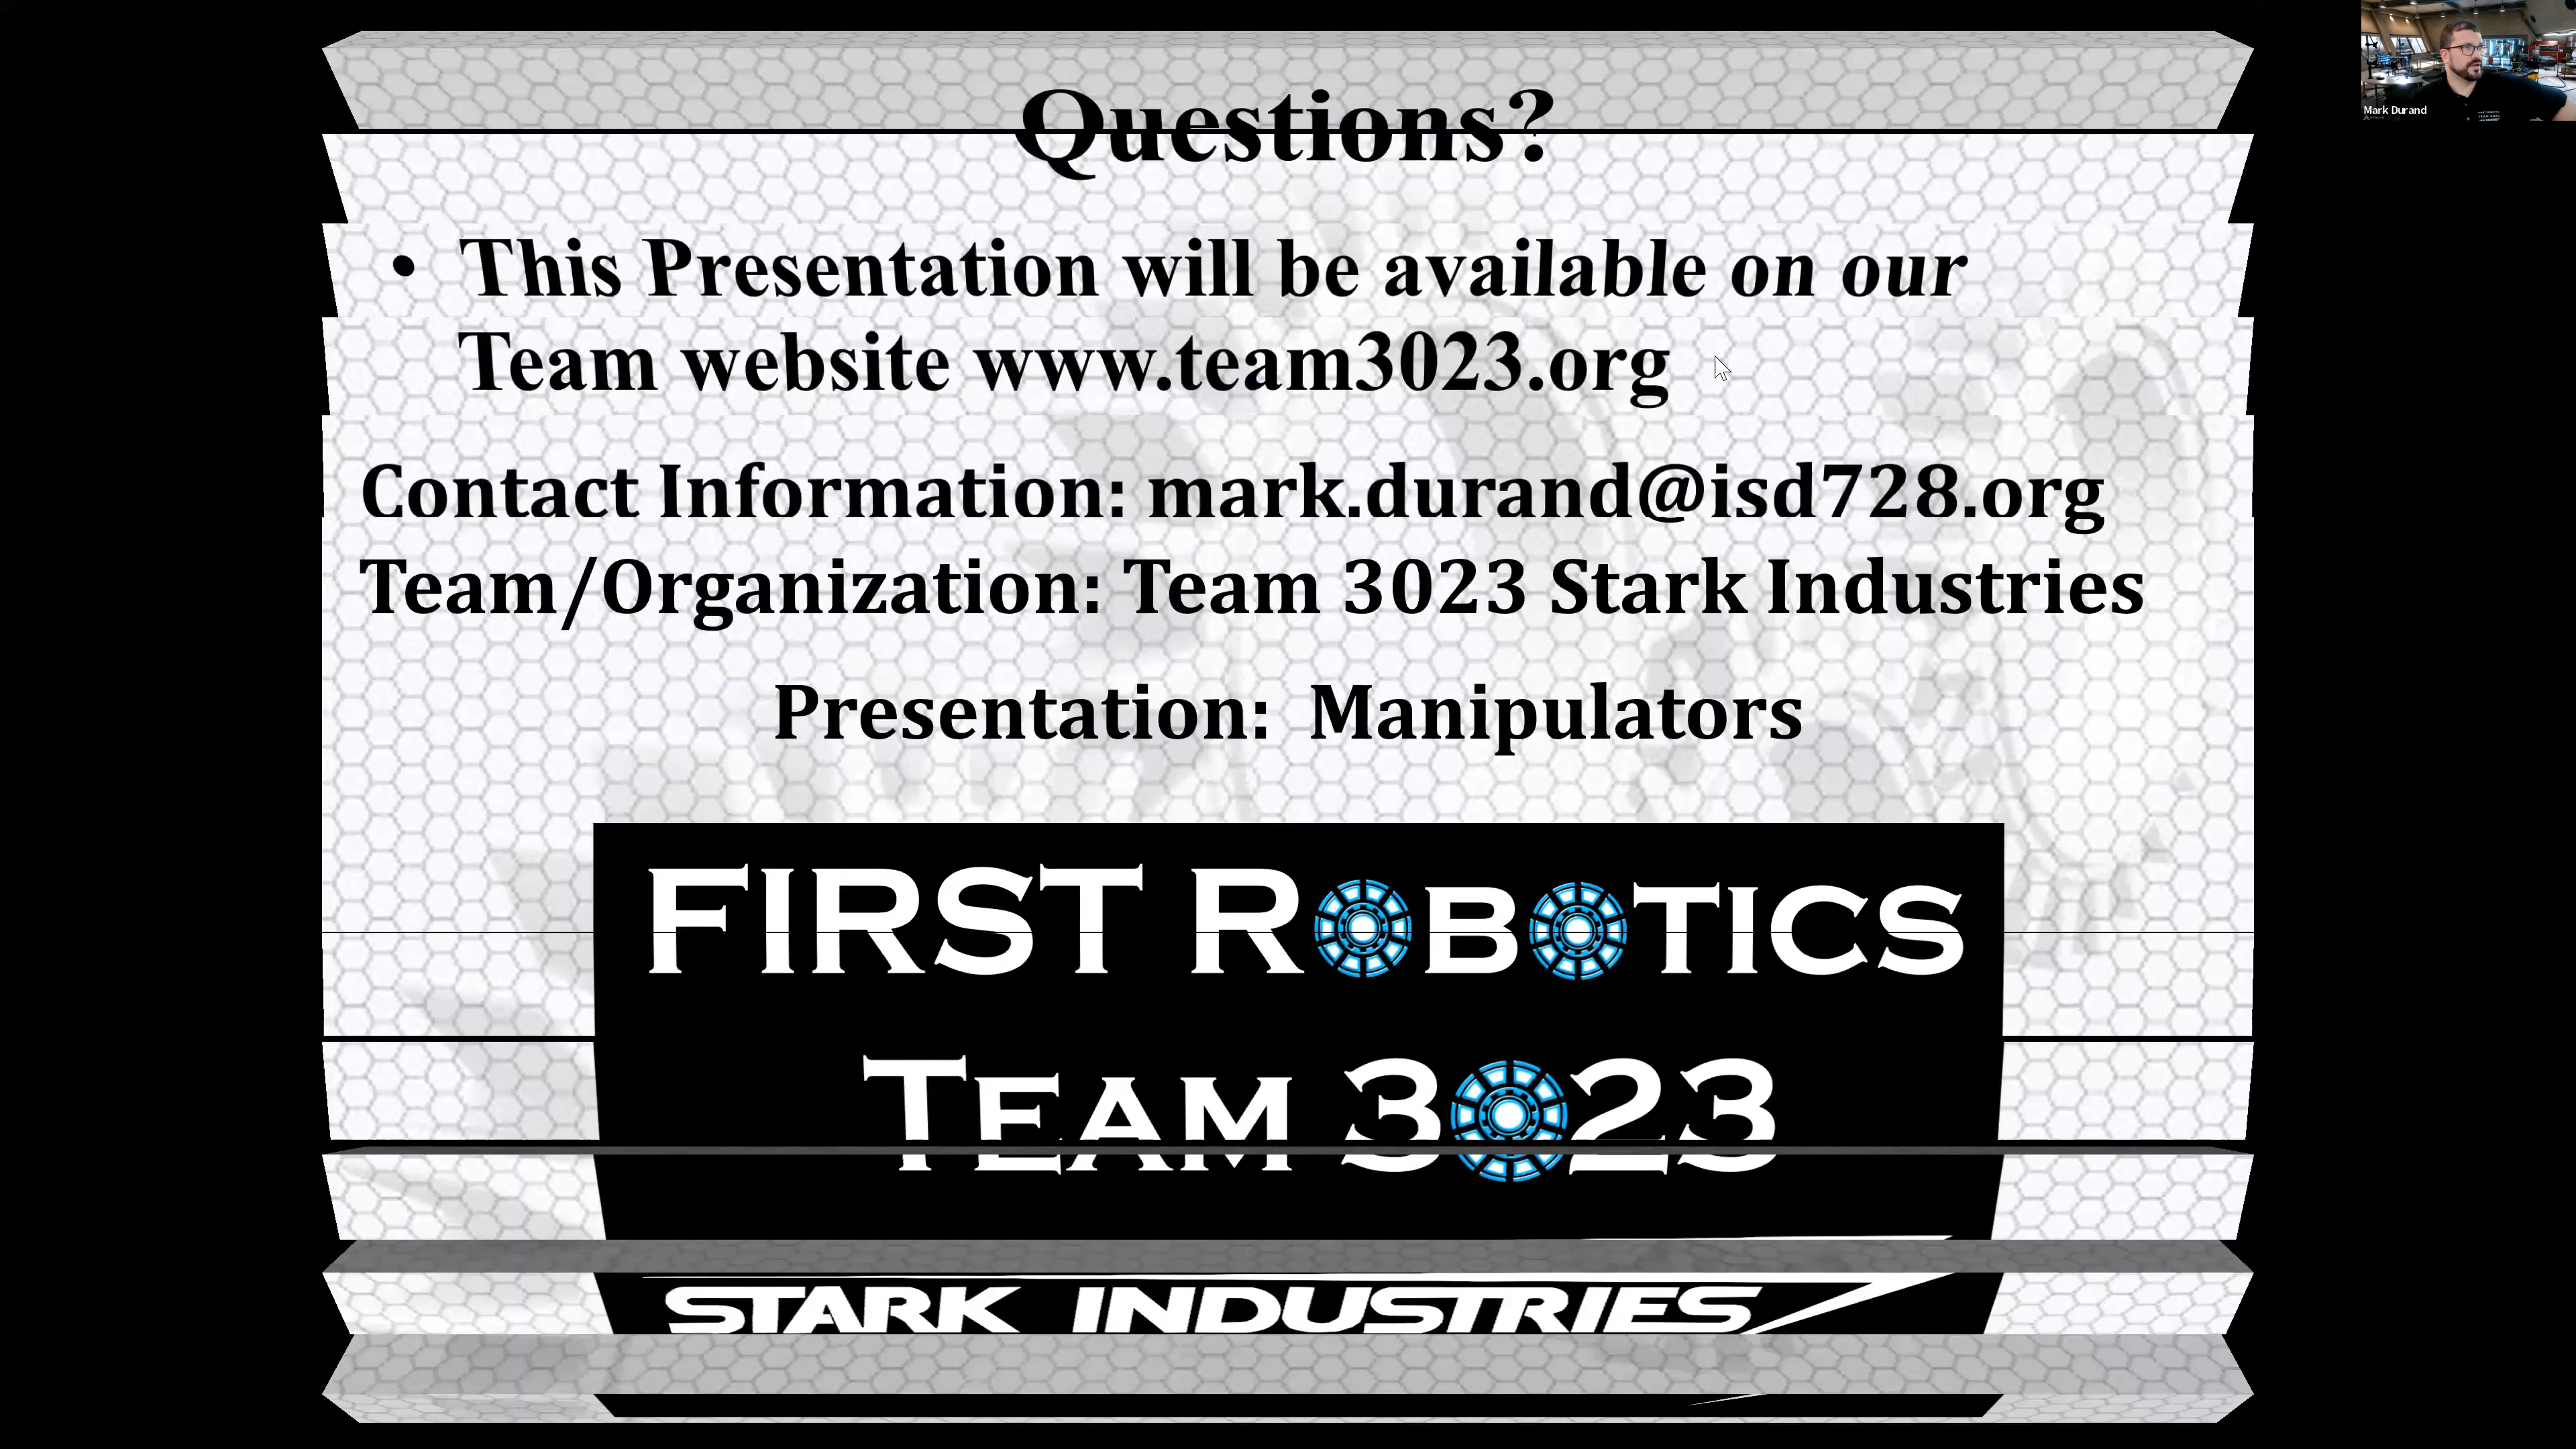 Mark Durand
Questions?
• This Presentation will be available on our
Team website www.team3023.org
Contact Information: mark.durand@isd728.org
Team/Organization: Team 3023 Stark Industries
Presentation: Manipulators
FIRST ROBOTICS
TEAM 3023
STARK INDUSTRIES